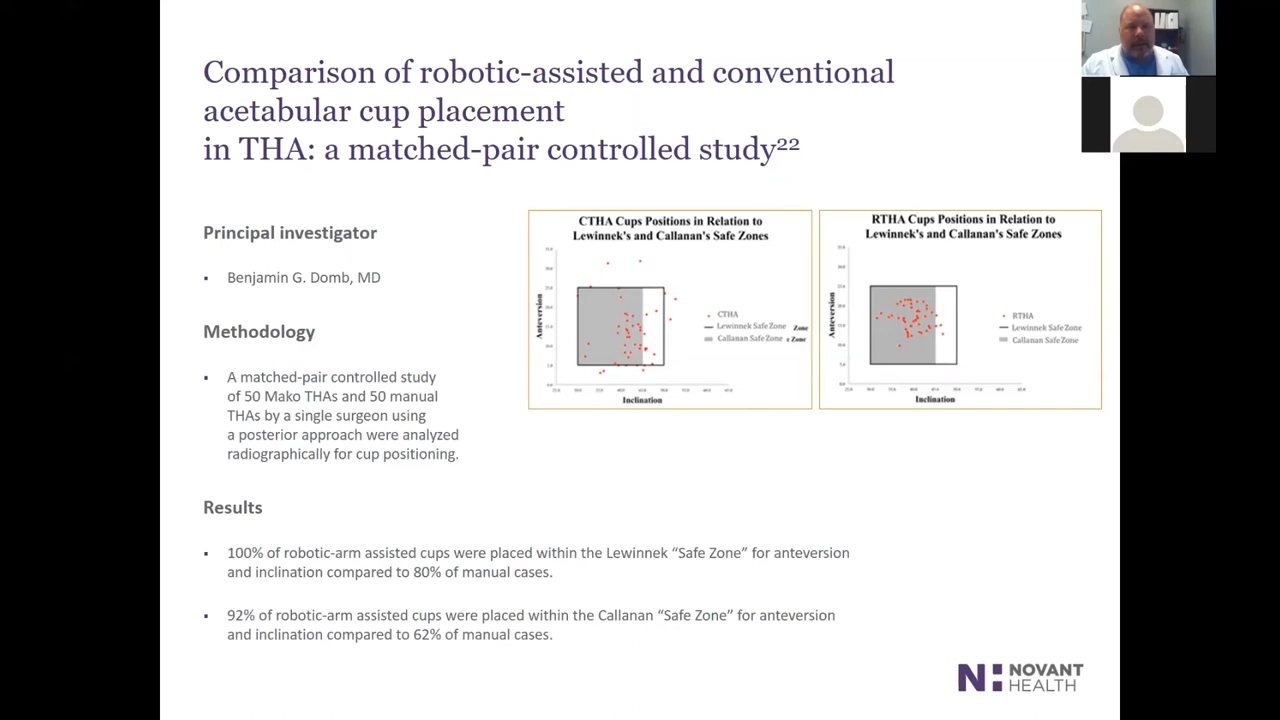 Comparison of robotic-assisted and conventional
acetabular cup placement
in THA: a matched-pair controlled study22
Principal investigator
▪ Benjamin G. Domb, MD
Methodology
▪ A matched-pair controlled study
of 50 Mako THAs and 50 manual
THAs by a single surgeon using
a posterior approach were analyzed
radiographically for cup positioning.
CTHA Cups Positions in Relation to
Lewinnek's and Callanan's Safe Zones
Anteversion
CTHA
Lewinnek Safe Zone Zone
Callanan Safe Zone e Zone
Inclination
RTHA Cups Positions in Relation to
Lewinnek's and Callanan's Safe Zones
Anteversion
RTHA
Lewinnek Safe Zone
Callanan Safe Zone
Inclination
Results
▪ 100% of robotic-arm assisted cups were placed within the Lewinnek “Safe Zone” for anteversion
and inclination compared to 80% of manual cases.
▪ 92% of robotic-arm assisted cups were placed within the Callanan “Safe Zone” for anteversion
and inclination compared to 62% of manual cases.
NOVANT
HEALTH